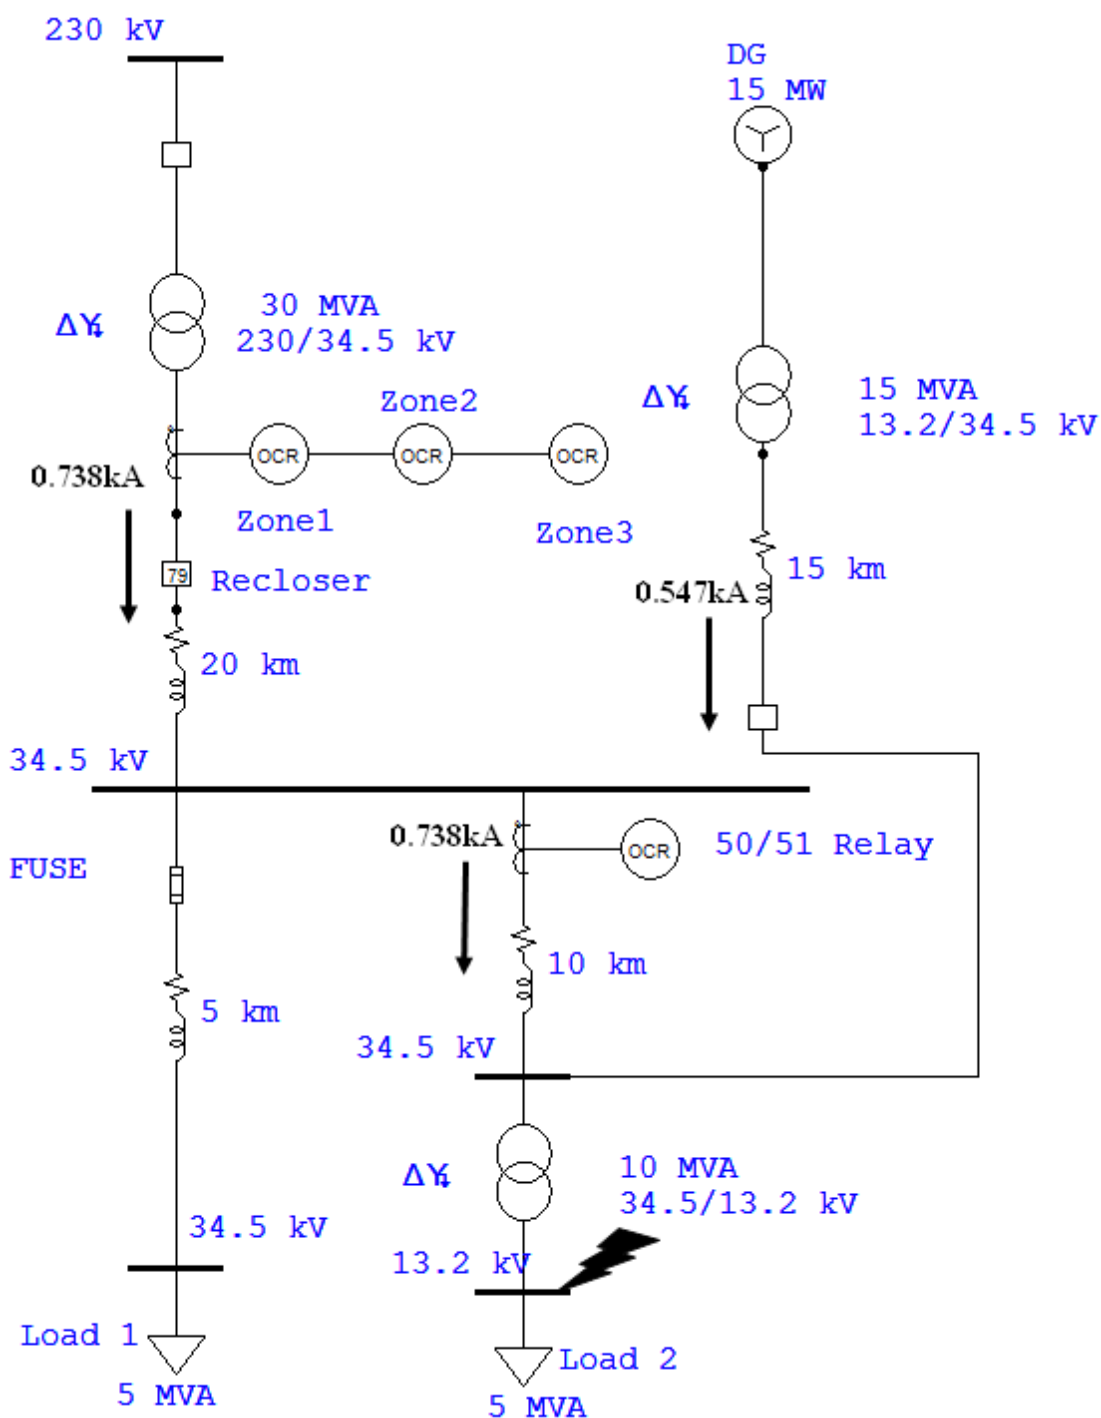 230 kV
DG
15 MW
30 MVA
230/34.5 kV
ΔY
Zone2
ΔY
15 MVA
13.2/34.5 kV
OCR
OCR
OCR
0.738kA
Zone1
Zone3
79
Recloser
15 km
0.547kA
20 km
34.5 kV
0.738kA
OCR
50/51 Relay
FUSE
10 km
5 km
34.5 kV
ΔY
10 MVA
34.5/13.2 kV
34.5 kV
13.2 kV
Load 1
5 MVA
Load 2
5 MVA